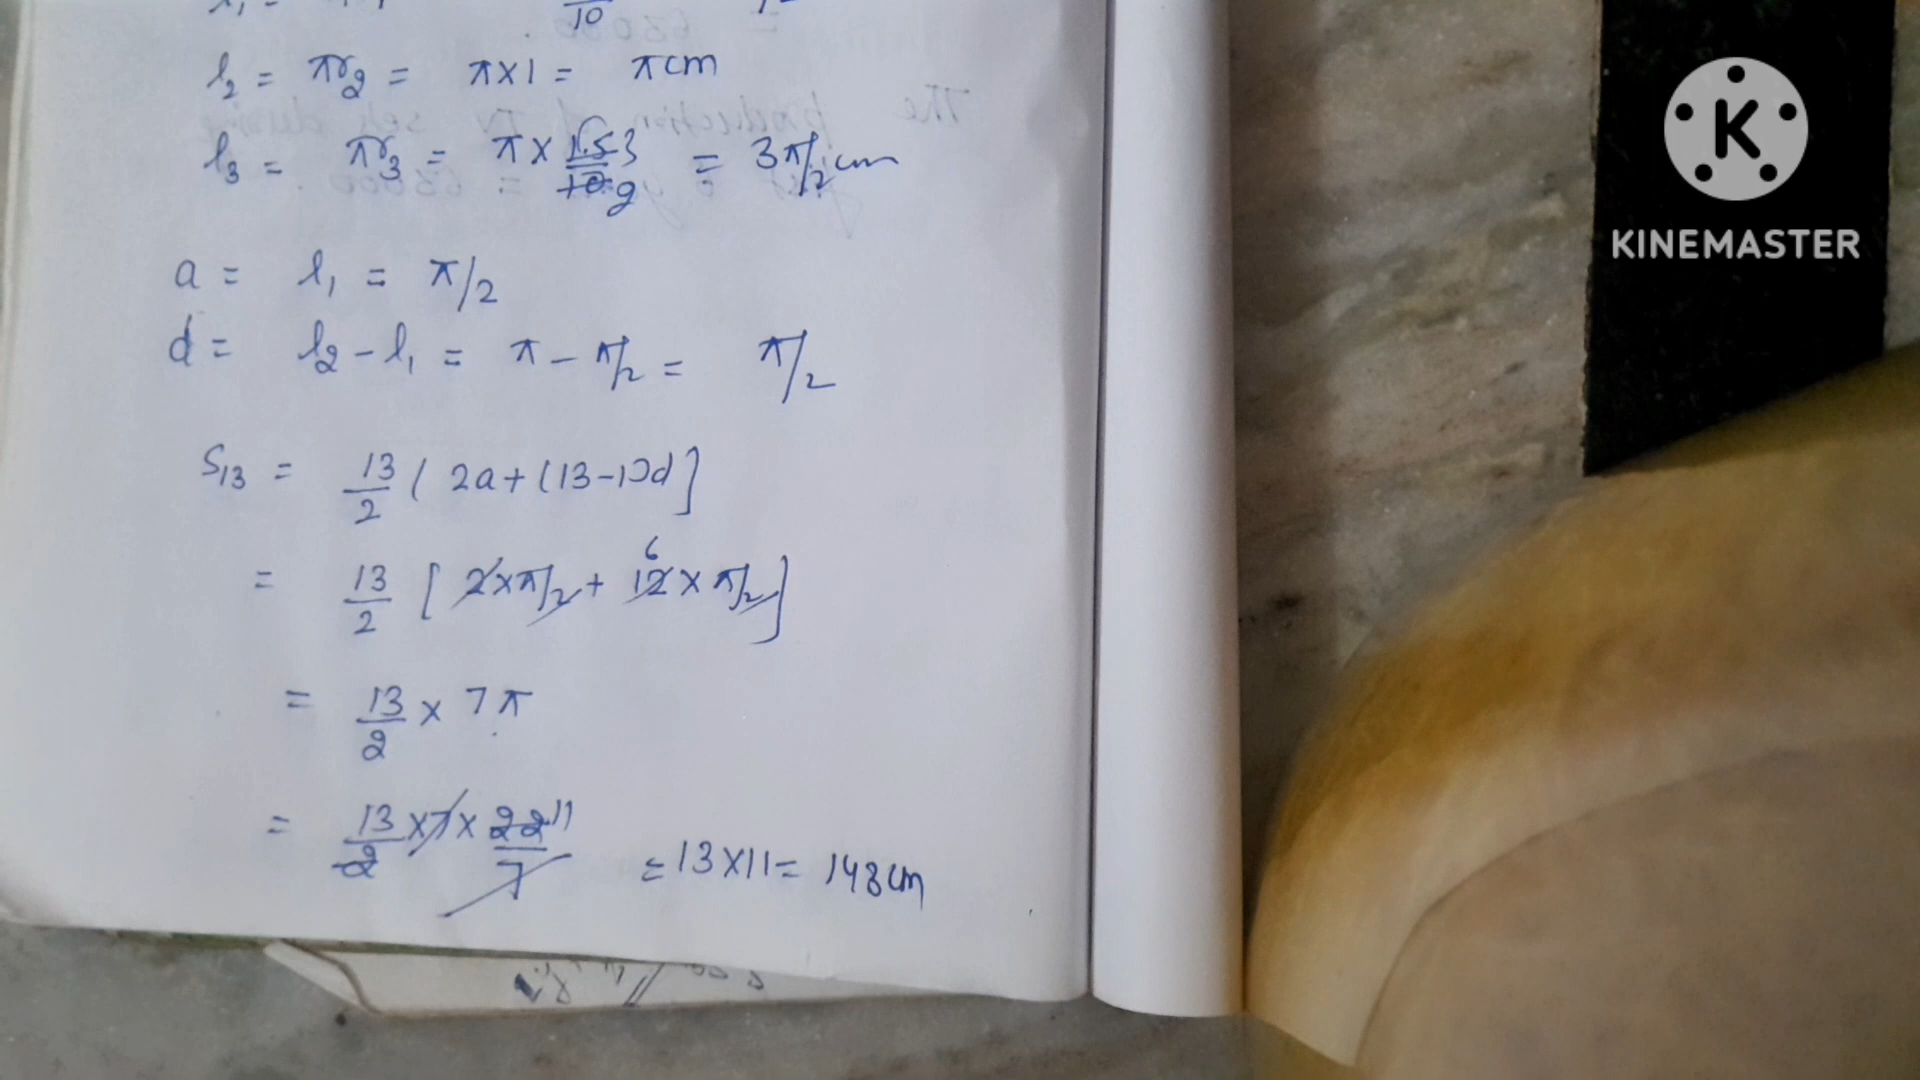 10
l₂ = πr₂ = π×1 = π cm
l₃ = πr₃ = π × 1.5 3 / 10 2 = 3π/2 cm
a = l₁ = π/2
d = l₂ - l₁ = π - π/2 = π/2
S₁₃ = 13/2 ( 2a + (13-1)d ]
6
= 13/2 [ 2×π/2 + 12 × π/2 ]
= 13/2 × 7π
= 13/2 ×7× 22/7 11 = 13×11 = 143 cm
K
KINEMASTER